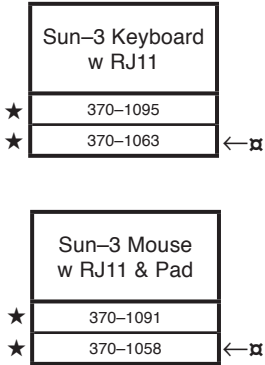 Sun–3 Keyboard
w RJ11
★ 370–1095
★ 370–1063 ←¤
Sun–3 Mouse
w RJ11 & Pad
★ 370–1091
★ 370–1058 ←¤